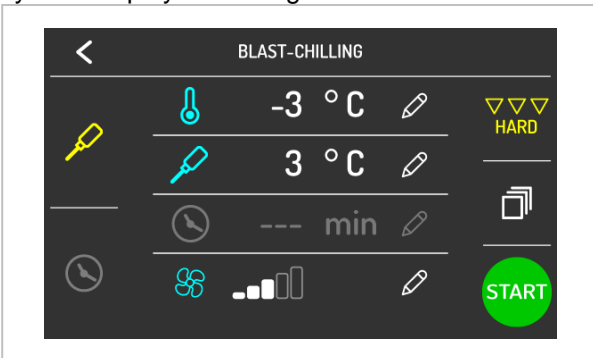 BLAST-CHILLING
-3 °C
HARD
3 °C
--- min
START